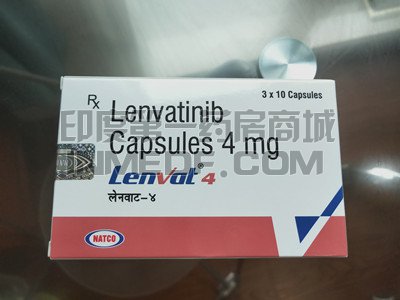 Rx Lenvatinib
3 x 10 Capsules
Capsules 4 mg
印度第一药房商城
Lenvat® 4
लेनवाट-४
NATCO